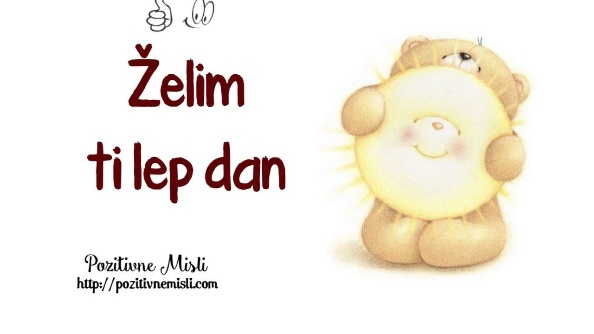 Želim
ti lep dan
Pozitivne Misli
http://pozitivnemisli.com